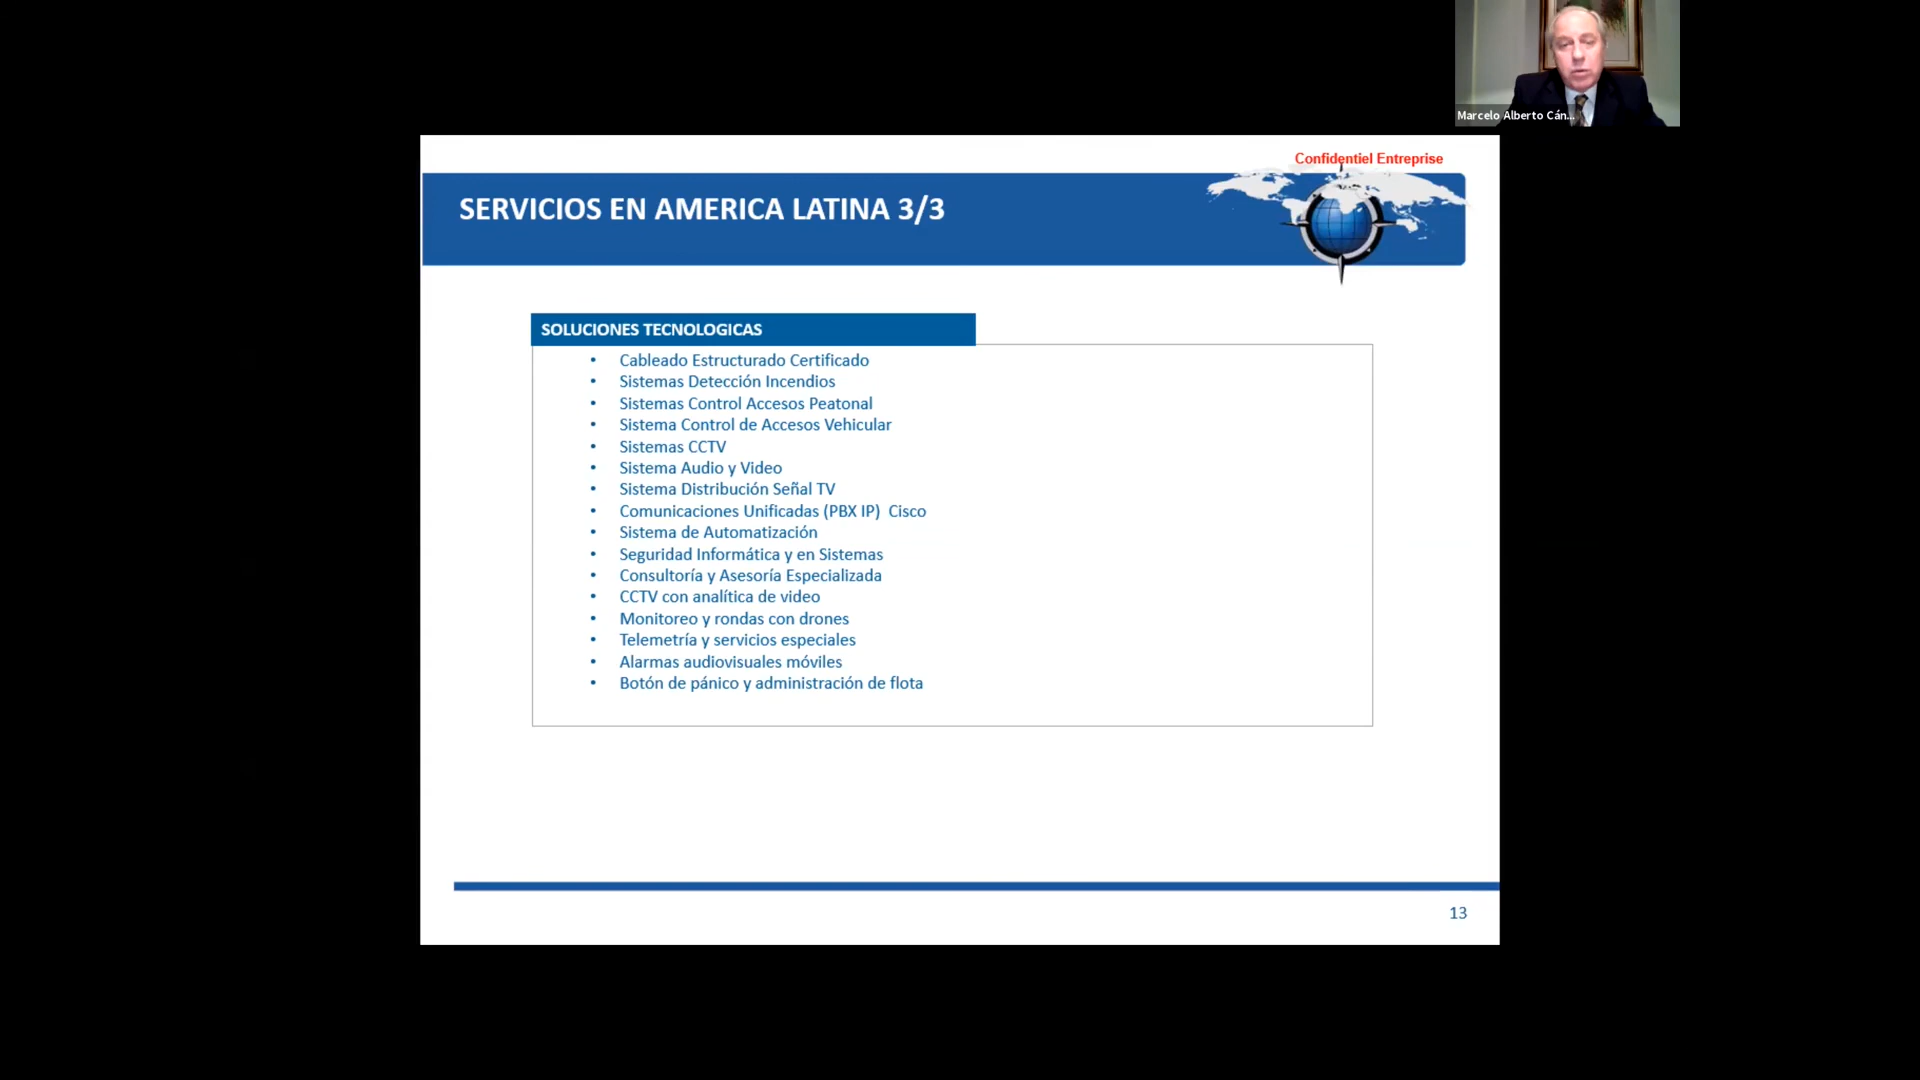 Marcelo Alberto Cán...
Confidentiel Entreprise
SERVICIOS EN AMERICA LATINA 3/3
SOLUCIONES TECNOLOGICAS
• Cableado Estructurado Certificado
• Sistemas Detección Incendios
• Sistemas Control Accesos Peatonal
• Sistema Control de Accesos Vehicular
• Sistemas CCTV
• Sistema Audio y Video
• Sistema Distribución Señal TV
• Comunicaciones Unificadas (PBX IP)  Cisco
• Sistema de Automatización
• Seguridad Informática y en Sistemas
• Consultoría y Asesoría Especializada
• CCTV con analítica de video
• Monitoreo y rondas con drones
• Telemetría y servicios especiales
• Alarmas audiovisuales móviles
• Botón de pánico y administración de flota
13